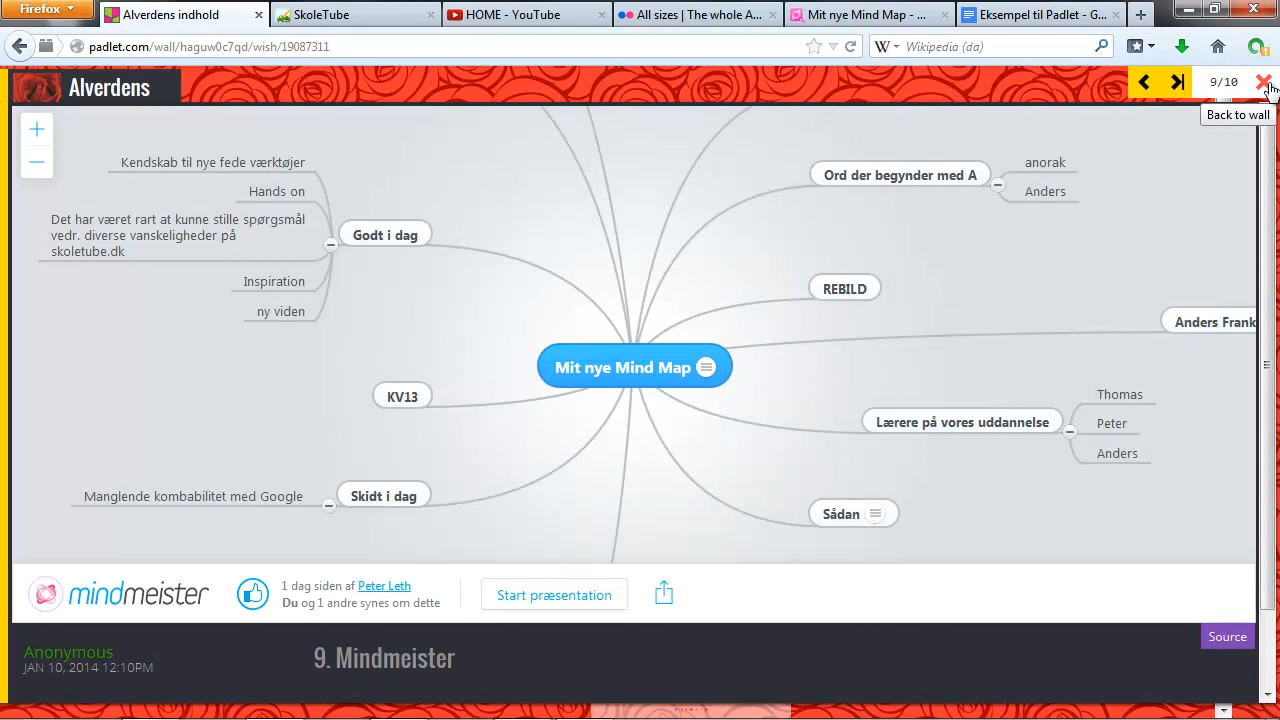 Firefox
Alverdens indhold
SkoleTube
HOME - YouTube
All sizes | The whole A...
Mit nye Mind Map - ...
Eksempel til Padlet - G...
padlet.com/wall/haguw0c7qd/wish/19087311
Wikipedia (da)
Alverdens
9/10
Back to wall
Kendskab til nye fede værktøjer
Hands on
Det har været rart at kunne stille spørgsmål
vedr. diverse vanskeligheder på
skoletube.dk
Inspiration
ny viden
Godt i dag
Ord der begynder med A
anorak
Anders
REBILD
Anders Frank
Mit nye Mind Map
KV13
Lærere på vores uddannelse
Thomas
Peter
Anders
Manglende kombabilitet med Google
Skidt i dag
Sådan
mindmeister
1 dag siden af Peter Leth
Du og 1 andre synes om dette
Start præsentation
Source
Anonymous
JAN 10, 2014 12:10PM
9. Mindmeister